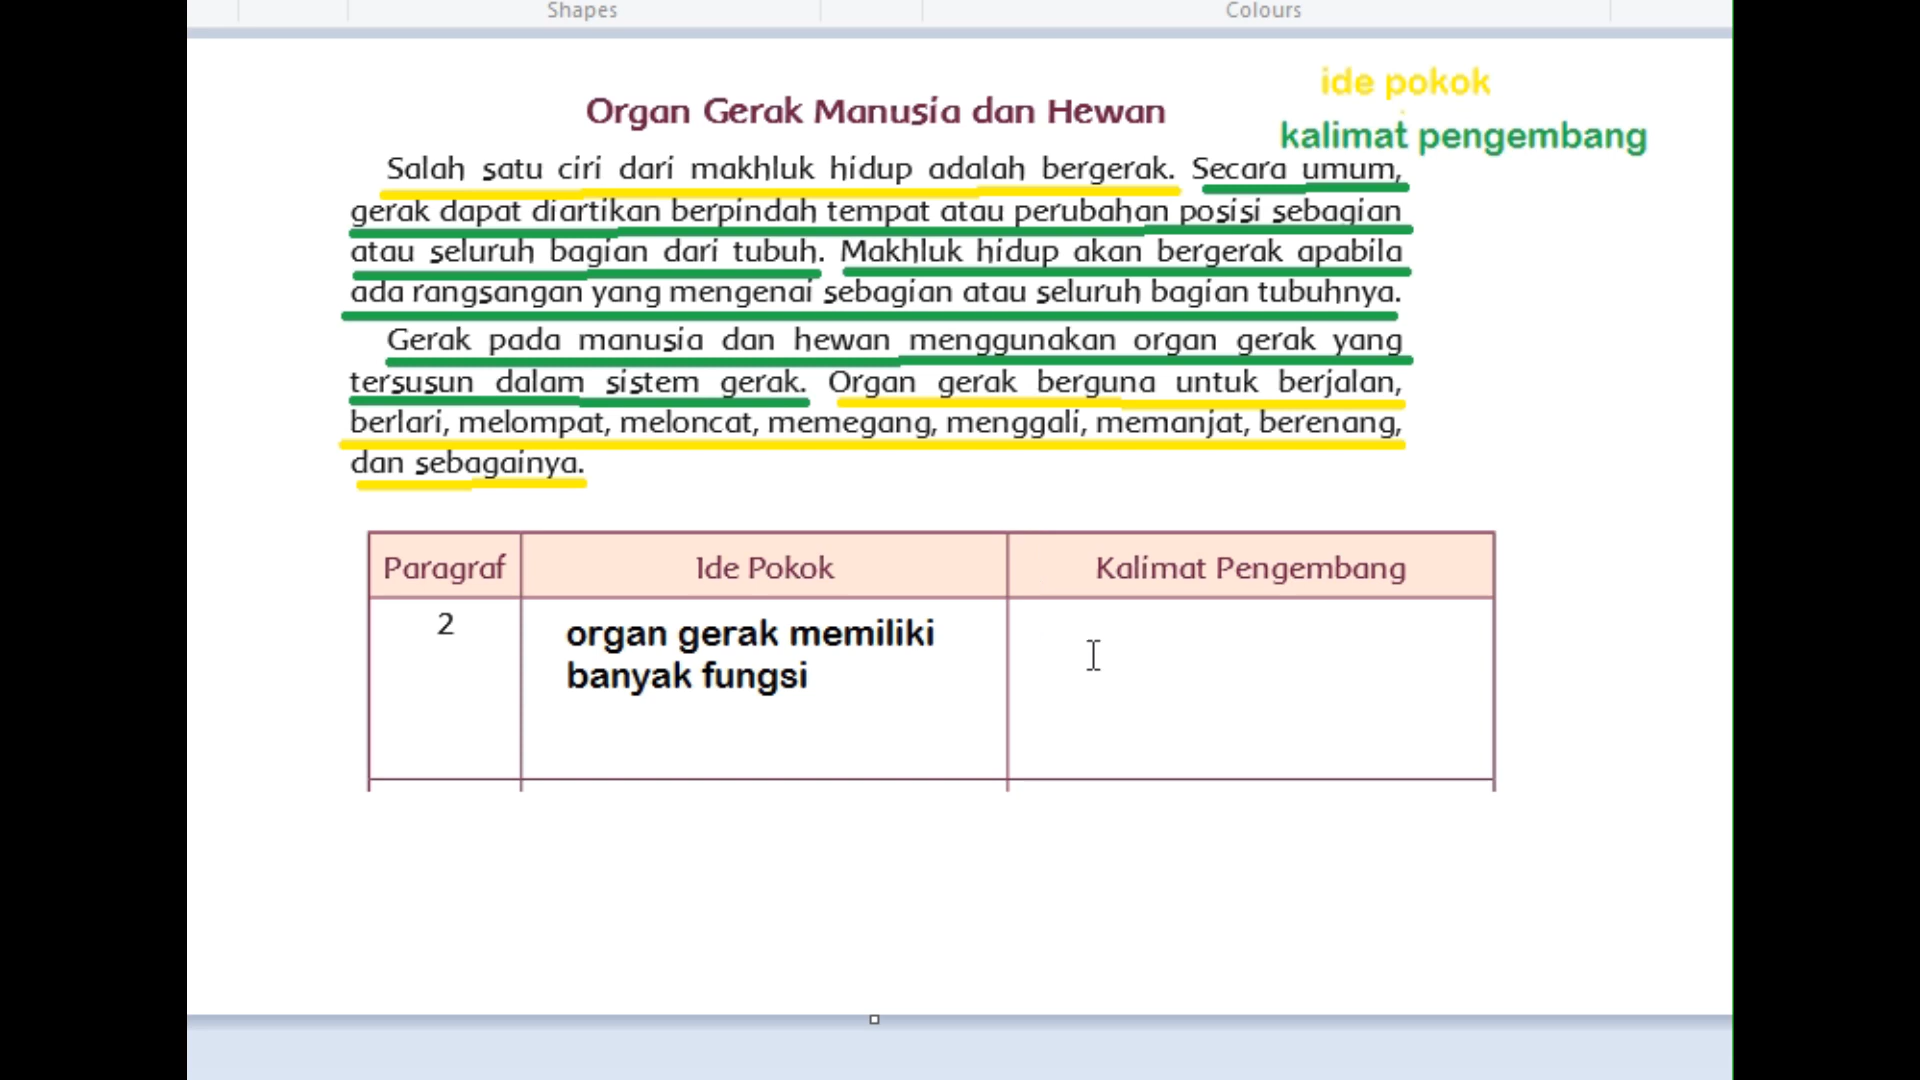 Shapes
Colours
ide pokok
Organ Gerak Manusia dan Hewan
kalimat pengembang
Salah satu ciri dari makhluk hidup adalah bergerak. Secara umum,
gerak dapat diartikan berpindah tempat atau perubahan posisi sebagian
atau seluruh bagian dari tubuh. Makhluk hidup akan bergerak apabila
ada rangsangan yang mengenai sebagian atau seluruh bagian tubuhnya.
Gerak pada manusia dan hewan menggunakan organ gerak yang
tersusun dalam sistem gerak. Organ gerak berguna untuk berjalan,
berlari, melompat, meloncat, memegang, menggali, memanjat, berenang,
dan sebagainya.
Paragraf
Ide Pokok
Kalimat Pengembang
2
organ gerak memiliki
banyak fungsi